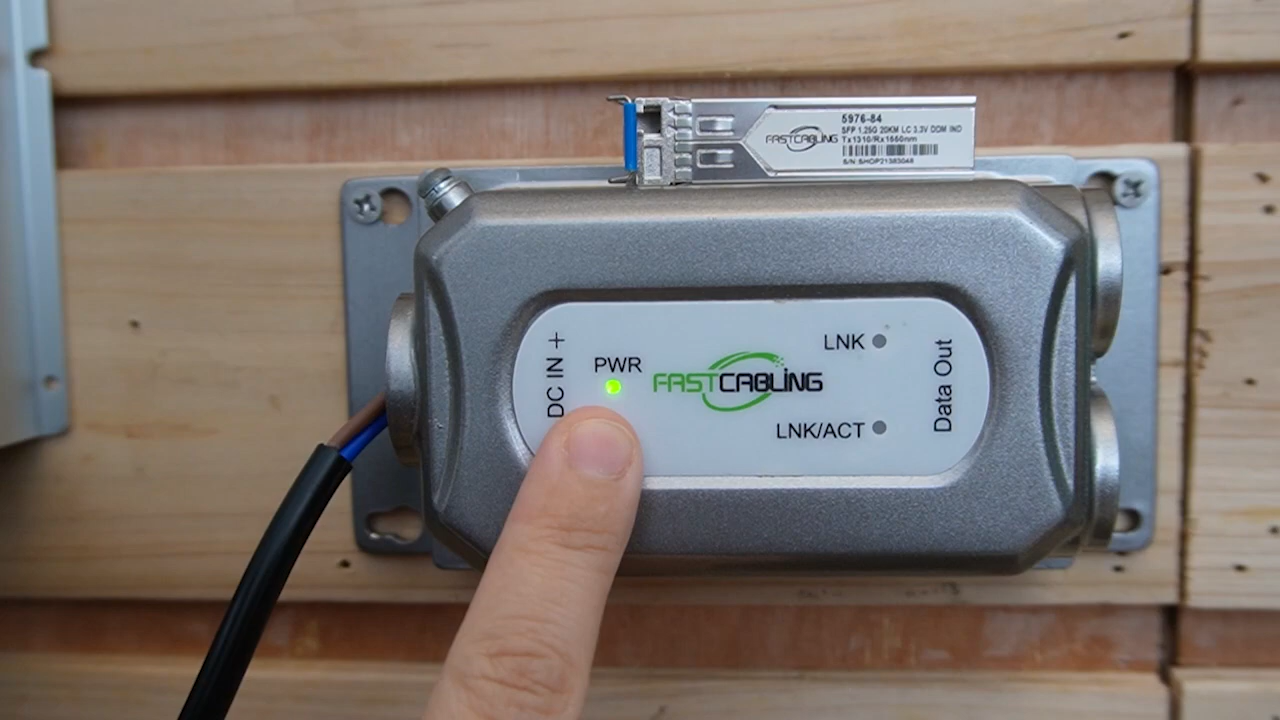 5976-84
SFP 1.25G 20KM LC 3.3V DDM IND
Tx1310/Rx1550nm
FASTCABLING
S/N: SHOP21383048
DC IN +
PWR
FASTCABLING
LNK
LNK/ACT
Data Out